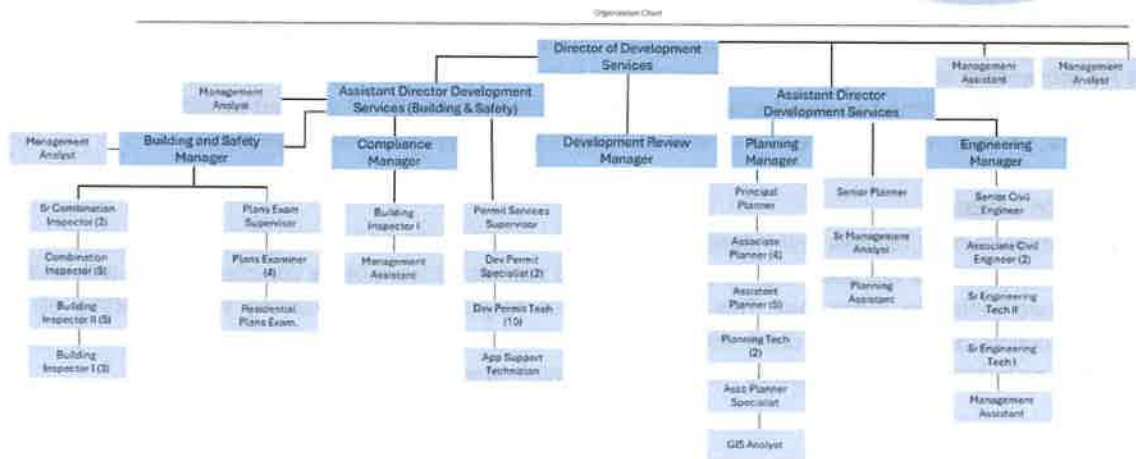 Organization Chart
Director of Development
Services
Management
Assistant
Management
Analyst
Management
Analyst
Assistant Director Development
Services (Building & Safety)
Assistant Director
Development Services
Management
Analyst
Building and Safety
Manager
Compliance
Manager
Development Review
Manager
Planning
Manager
Engineering
Manager
Sr Combination
Inspector (2)
Combination
Inspector (5)
Building
Inspector II (5)
Building
Inspector I (3)
Plans Exam
Supervisor
Plans Examiner
(4)
Residential
Plans Exam.
Building
Inspector I
Management
Assistant
Permit Services
Supervisor
Dev Permit
Specialist (2)
Dev Permit Tech
(10)
App Support
Technician
Principal
Planner
Associate
Planner (4)
Assistant
Planner (5)
Planning Tech
(2)
Asst Planner
Specialist
GIS Analyst
Senior Planner
Sr Management
Analyst
Planning
Assistant
Senior Civil
Engineer
Associate Civil
Engineer (2)
Sr Engineering
Tech II
Sr Engineering
Tech I
Management
Assistant